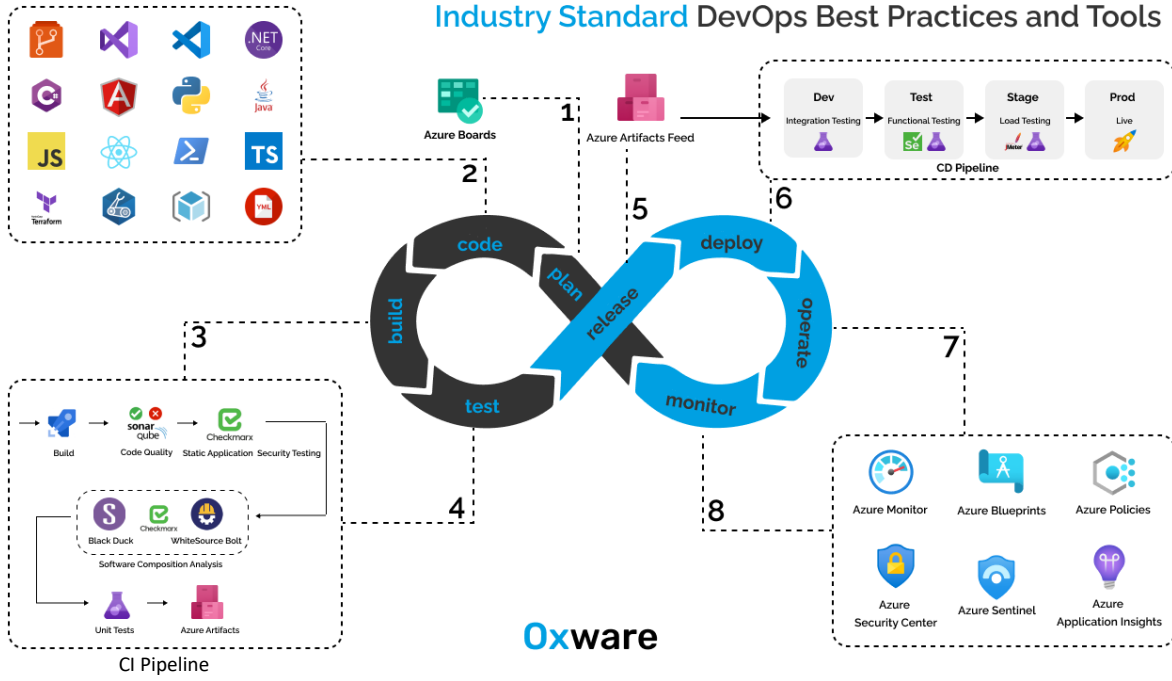 Industry Standard DevOps Best Practices and Tools
.NET
Core
C#
A
Java
JS
TS
HashiCorp
Terraform
YML
Azure Boards
1
2
Azure Artifacts Feed
5
Dev
Integration Testing
Test
Functional Testing
Se
Stage
Load Testing
JMeter
Prod
Live
CD Pipeline
6
code
plan
build
test
release
deploy
operate
monitor
3
4
7
8
Build
sonar
qube
Code Quality
Checkmarx
Static Application Security Testing
S
Black Duck
Checkmarx
WhiteSource Bolt
Software Composition Analysis
Unit Tests
Azure Artifacts
CI Pipeline
Azure Monitor
Azure Blueprints
Azure Policies
Azure
Security Center
Azure Sentinel
Azure
Application Insights
0xware